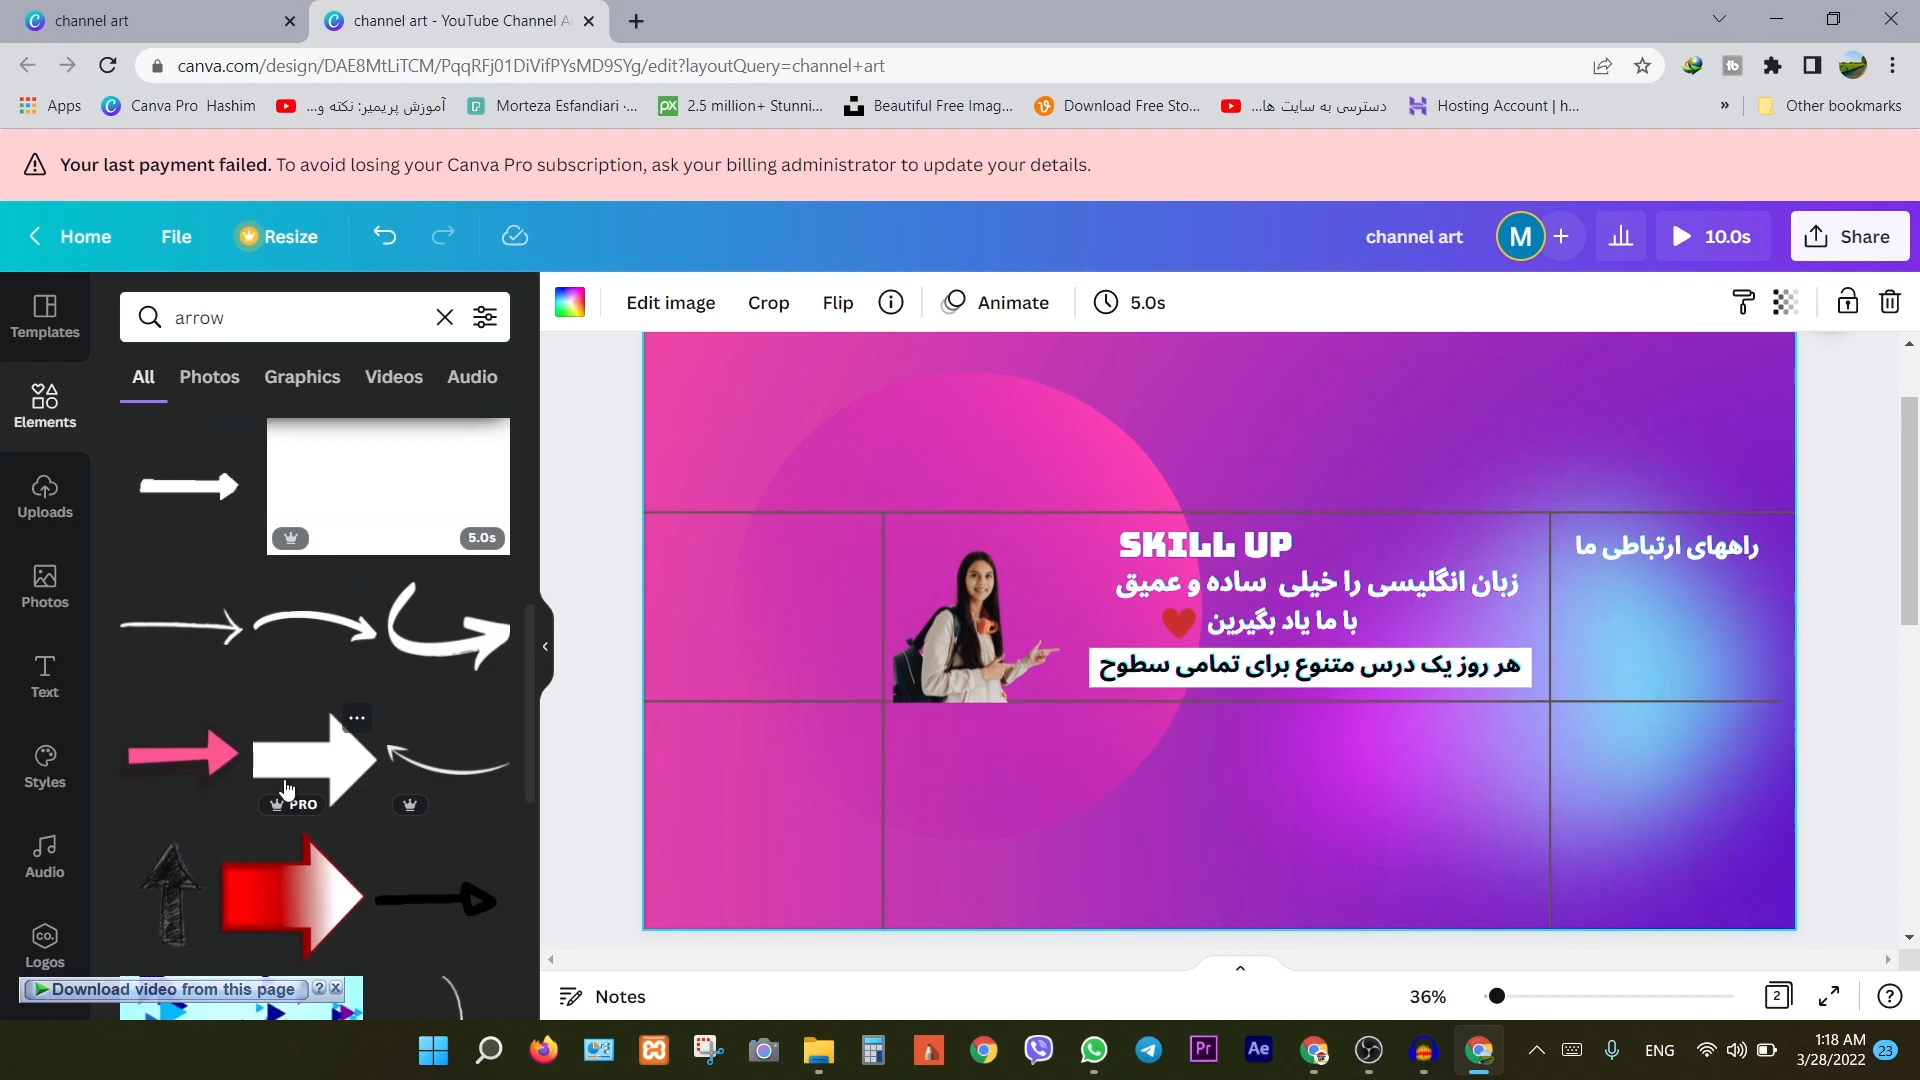 channel art
channel art - YouTube Channel A
canva.com/design/DAE8MtLiTCM/PqqRFj01DiVifPYsMD9SYg/edit?layoutQuery=channel+art
Apps
Canva Pro Hashim
آموزش پریمیر: نکته و...
Morteza Esfandiari -...
2.5 million+ Stunni...
Beautiful Free Imag...
Download Free Sto...
دسترسی به سایت ها...
Hosting Account | h...
»
Other bookmarks
Your last payment failed. To avoid losing your Canva Pro subscription, ask your billing administrator to update your details.
Home
File
Resize
channel art
M
10.0s
Share
Templates
Elements
Uploads
Photos
Text
Styles
Audio
CO.
Logos
arrow
All
Photos
Graphics
Videos
Audio
5.0s
PRO
Edit image
Crop
Flip
Animate
5.0s
SKILL UP
زبان انگلیسی را خیلی ساده و عمیق
با ما یاد بگیرین
هر روز یک درس متنوع برای تمامی سطوح
راههای ارتباطی ما
Download video from this page
Notes
36%
2
Pr
Ae
ENG
1:18 AM
3/28/2022
23